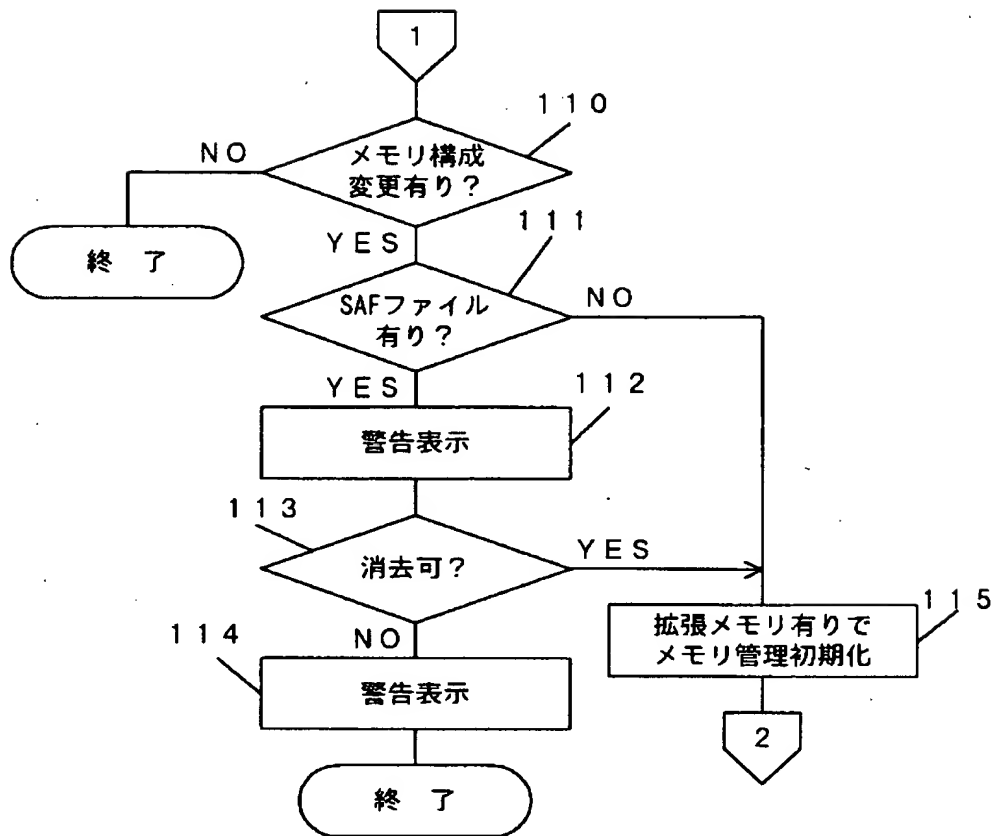 1
110
メモリ構成
変更有り？
NO
終 了
YES
111
SAFファイル
有り？
NO
YES
112
警告表示
113
消去可？
YES
115
拡張メモリ有りで
メモリ管理初期化
114
NO
警告表示
2
終 了